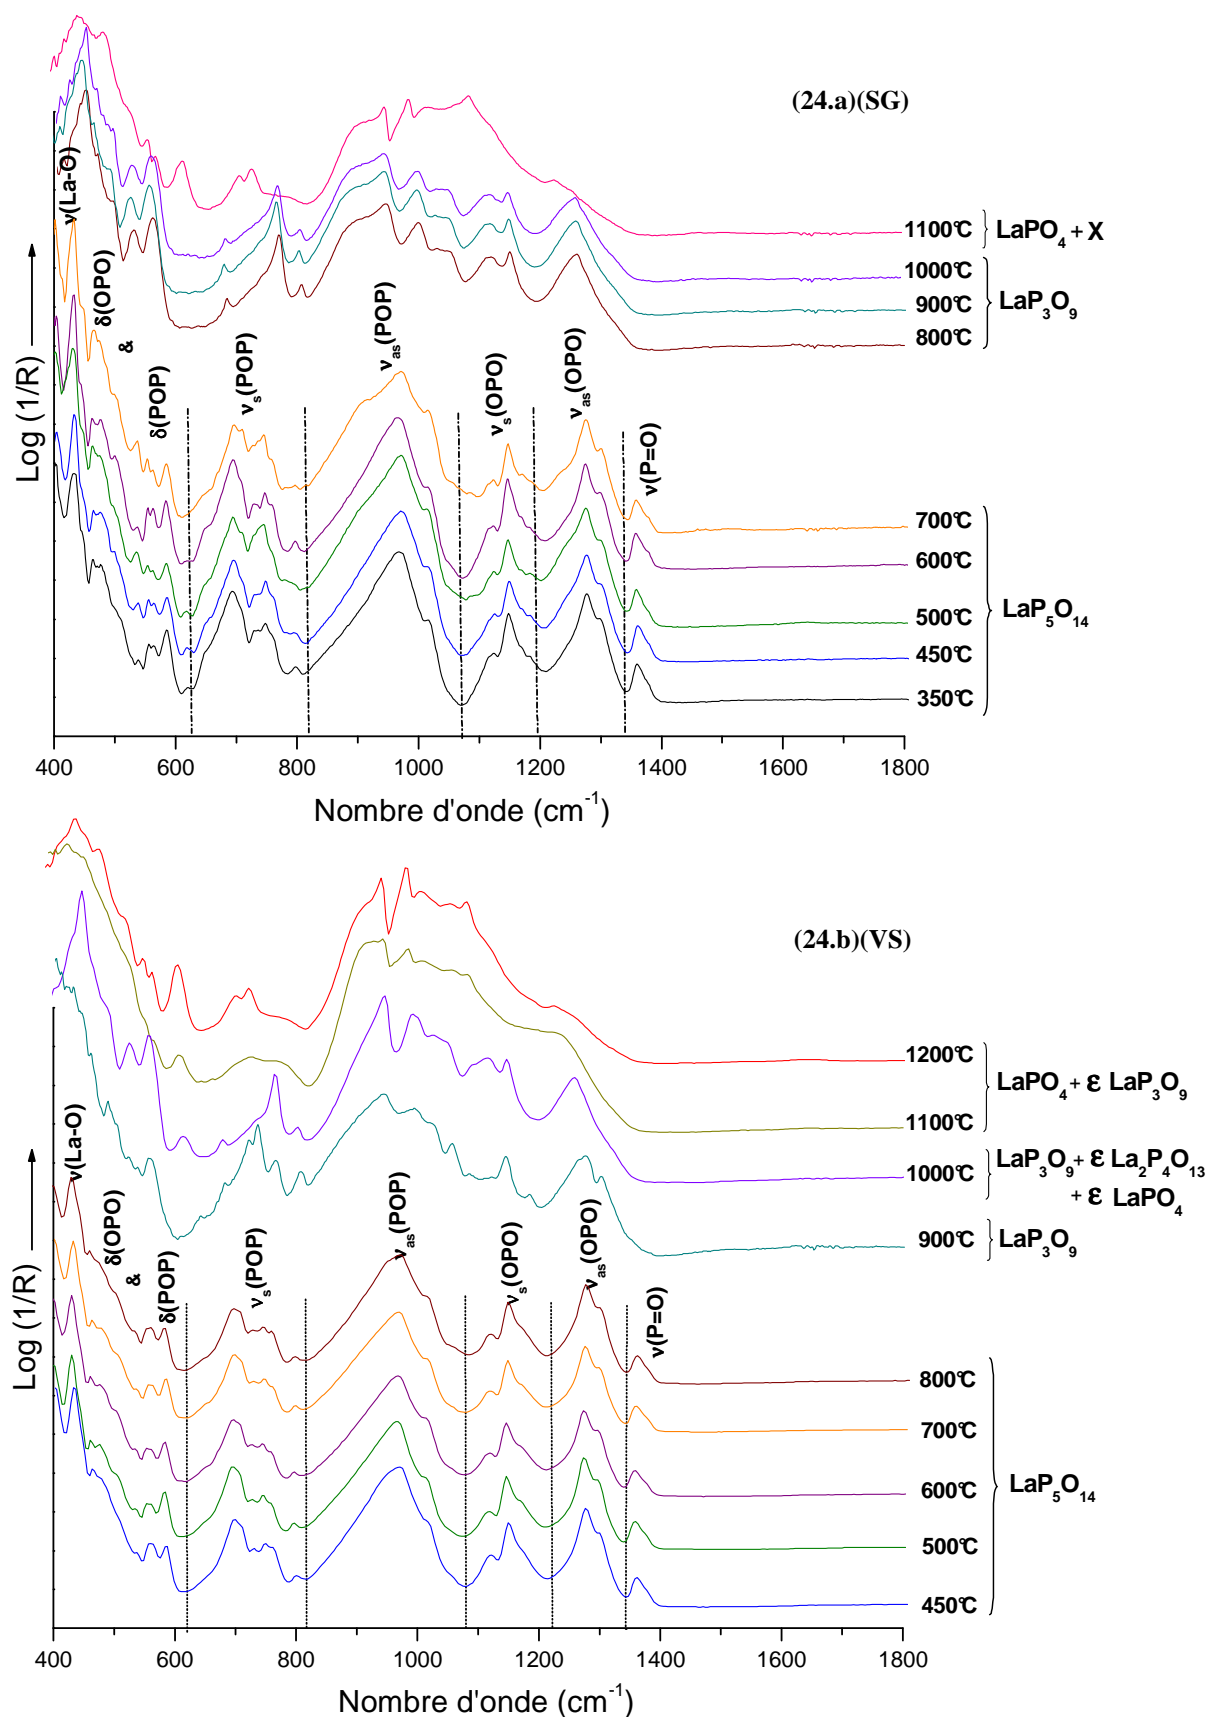 (24.a)(SG)
ν(La-O)
δ(OPO)
&
δ(POP)
νs(POP)
νas(POP)
νs(OPO)
νas(OPO)
ν(P=O)
1100°C
LaPO4 + X
1000°C
900°C
800°C
LaP3O9
700°C
600°C
500°C
450°C
350°C
LaP5O14
Log (1/R)
400 600 800 1000 1200 1400 1600 1800
Nombre d'onde (cm-1)
(24.b)(VS)
ν(La-O)
δ(OPO)
&
δ(POP)
νs(POP)
νas(POP)
νs(OPO)
νas(OPO)
ν(P=O)
1200°C
1100°C
LaPO4 + ε LaP3O9
1000°C
LaP3O9 + ε La2P4O13
+ ε LaPO4
900°C
LaP3O9
800°C
700°C
600°C
500°C
450°C
LaP5O14
Log (1/R)
400 600 800 1000 1200 1400 1600 1800
Nombre d'onde (cm-1)